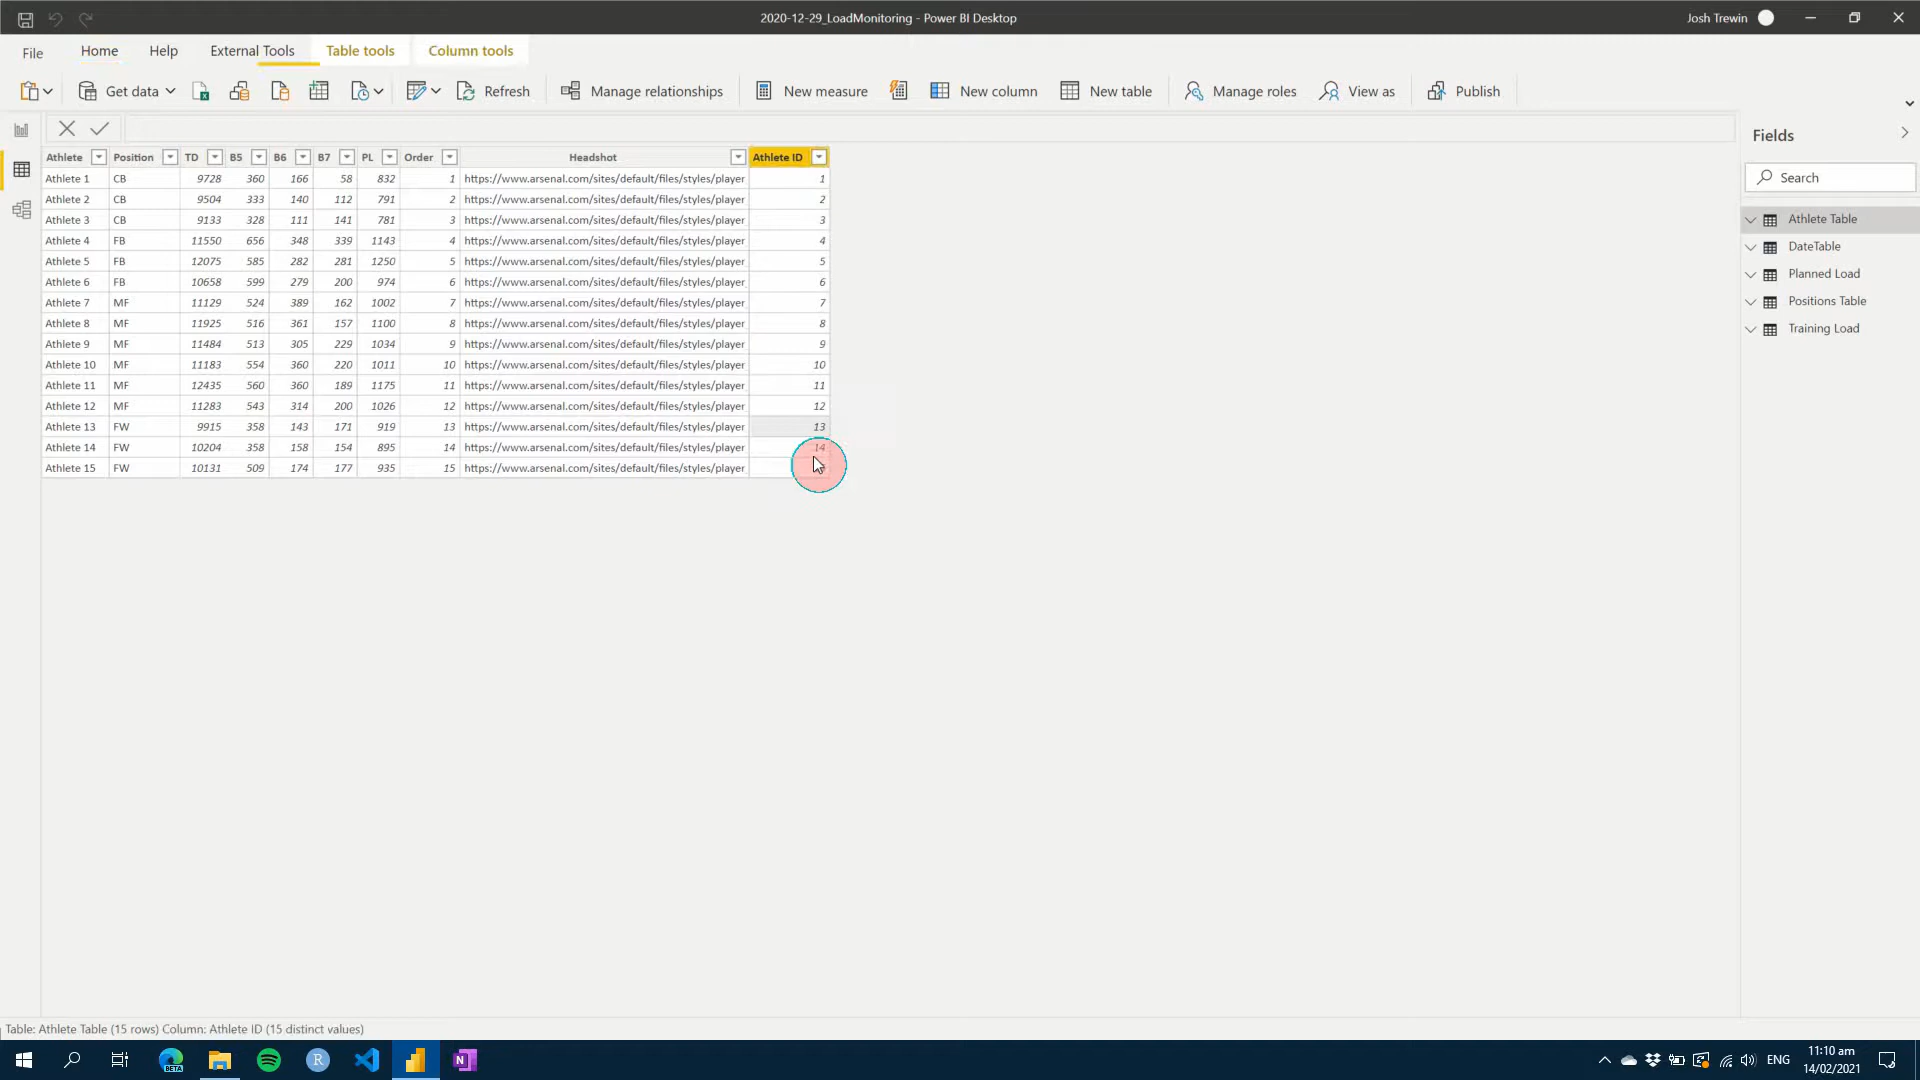 2020-12-29_LoadMonitoring - Power BI Desktop
Josh Trewin
File Home Help External Tools Table tools Column tools
Get data Refresh Manage relationships New measure New column New table Manage roles View as Publish
Fields
Search
Athlete Table
DateTable
Planned Load
Positions Table
Training Load
Athlete Position TD B5 B6 B7 PL Order Headshot Athlete ID
Athlete 1 CB 9728 360 166 58 832 1 https://www.arsenal.com/sites/default/files/styles/player 1
Athlete 2 CB 9504 333 140 112 791 2 https://www.arsenal.com/sites/default/files/styles/player 2
Athlete 3 CB 9133 328 111 141 781 3 https://www.arsenal.com/sites/default/files/styles/player 3
Athlete 4 FB 11550 656 348 339 1143 4 https://www.arsenal.com/sites/default/files/styles/player 4
Athlete 5 FB 12075 585 282 281 1250 5 https://www.arsenal.com/sites/default/files/styles/player 5
Athlete 6 FB 10658 599 279 200 974 6 https://www.arsenal.com/sites/default/files/styles/player 6
Athlete 7 MF 11129 524 389 162 1002 7 https://www.arsenal.com/sites/default/files/styles/player 7
Athlete 8 MF 11925 516 361 157 1100 8 https://www.arsenal.com/sites/default/files/styles/player 8
Athlete 9 MF 11484 513 305 229 1034 9 https://www.arsenal.com/sites/default/files/styles/player 9
Athlete 10 MF 11183 554 360 220 1011 10 https://www.arsenal.com/sites/default/files/styles/player 10
Athlete 11 MF 12435 560 360 189 1175 11 https://www.arsenal.com/sites/default/files/styles/player 11
Athlete 12 MF 11283 543 314 200 1026 12 https://www.arsenal.com/sites/default/files/styles/player 12
Athlete 13 FW 9915 358 143 171 919 13 https://www.arsenal.com/sites/default/files/styles/player 13
Athlete 14 FW 10204 358 158 154 895 14 https://www.arsenal.com/sites/default/files/styles/player 14
Athlete 15 FW 10131 509 174 177 935 15 https://www.arsenal.com/sites/default/files/styles/player
Table: Athlete Table (15 rows) Column: Athlete ID (15 distinct values)
BETA
R
N
ENG
11:10 am
14/02/2021